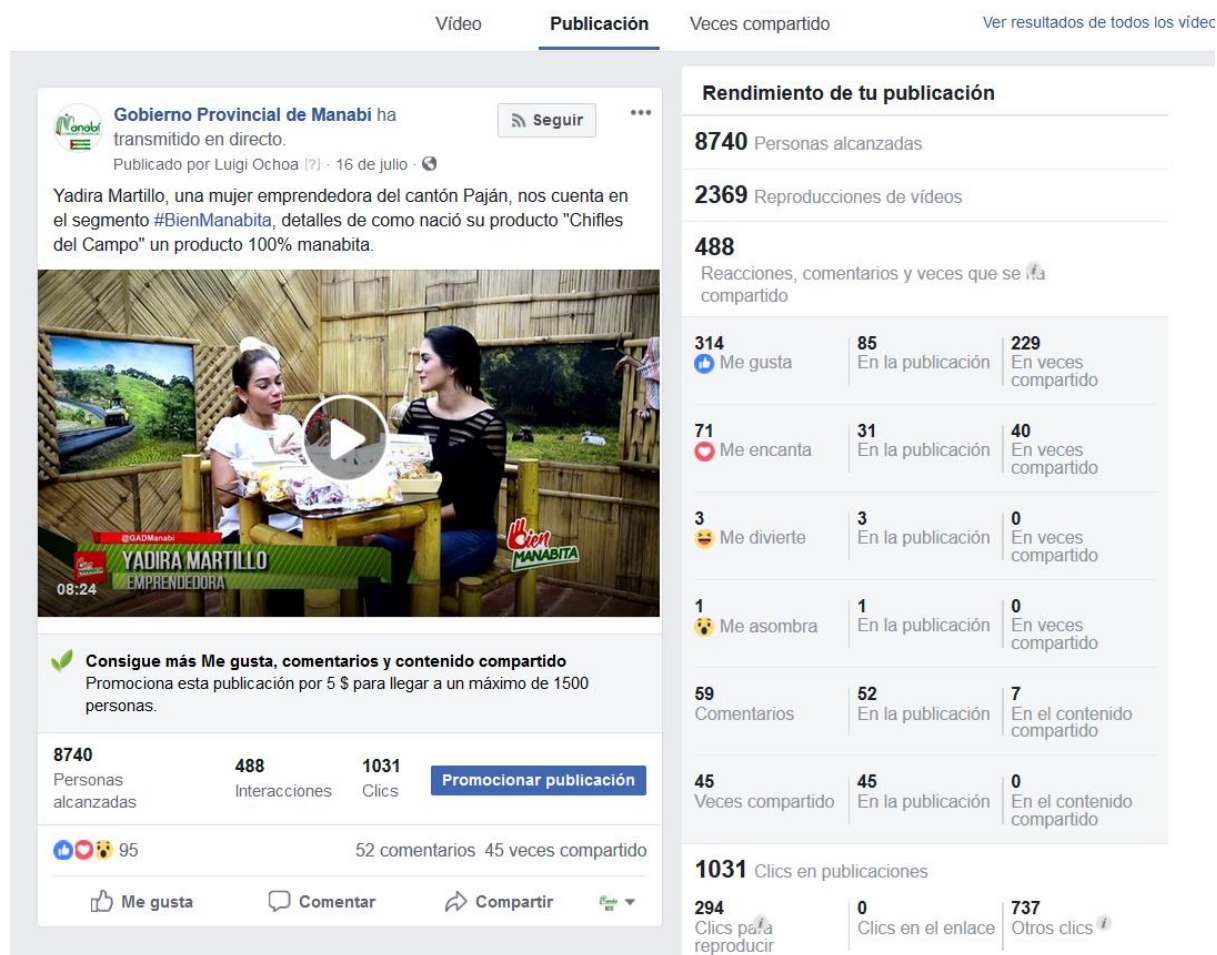 Vídeo Publicación Veces compartido Ver resultados de todos los vídeo
Gobierno Provincial de Manabí ha
transmitido en directo.
Publicado por Luigi Ochoa [?] · 16 de julio ·
Seguir
Yadira Martillo, una mujer emprendedora del cantón Paján, nos cuenta en
el segmento #BienManabita, detalles de como nació su producto "Chifles
del Campo" un producto 100% manabita.
@GADManabi
YADIRA MARTILLO
EMPRENDEDORA
08:24
Bien
MANABITA
Consigue más Me gusta, comentarios y contenido compartido
Promociona esta publicación por 5 $ para llegar a un máximo de 1500
personas.
8740
Personas
alcanzadas
488
Interacciones
1031
Clics
Promocionar publicación
95
52 comentarios 45 veces compartido
Me gusta Comentar Compartir
Rendimiento de tu publicación
8740 Personas alcanzadas
2369 Reproducciones de vídeos
488
Reacciones, comentarios y veces que se ha
compartido
314
Me gusta
85
En la publicación
229
En veces
compartido
71
Me encanta
31
En la publicación
40
En veces
compartido
3
Me divierte
3
En la publicación
0
En veces
compartido
1
Me asombra
1
En la publicación
0
En veces
compartido
59
Comentarios
52
En la publicación
7
En el contenido
compartido
45
Veces compartido
45
En la publicación
0
En el contenido
compartido
1031 Clics en publicaciones
294
Clics para
reproducir
0
Clics en el enlace
737
Otros clics